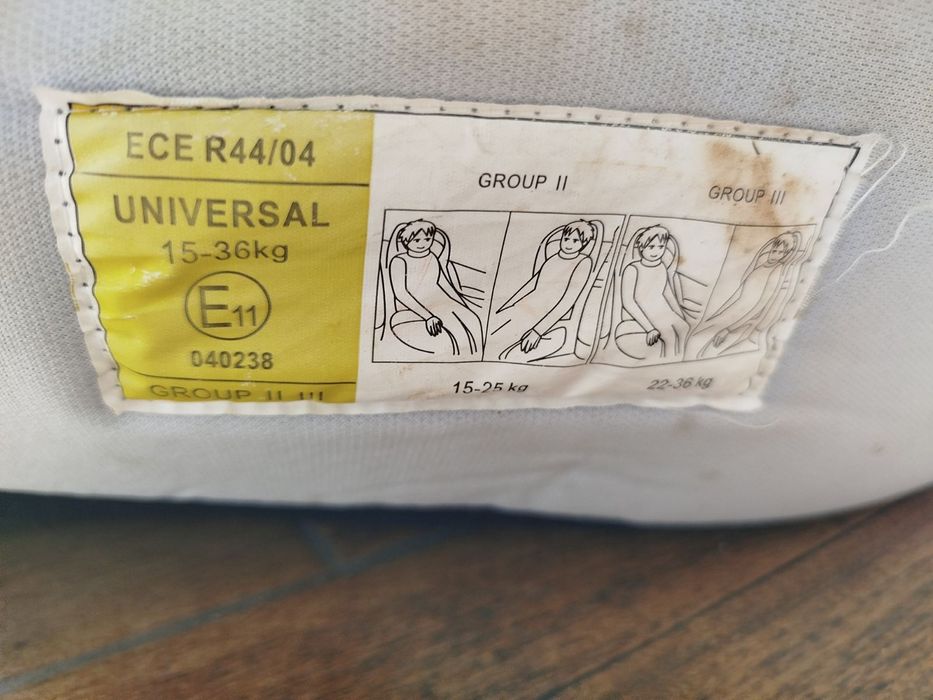 ECE R44/04
UNIVERSAL
15-36kg
E11
040238
GROUP II III
GROUP II
GROUP III
15-25 kg
22-36 kg